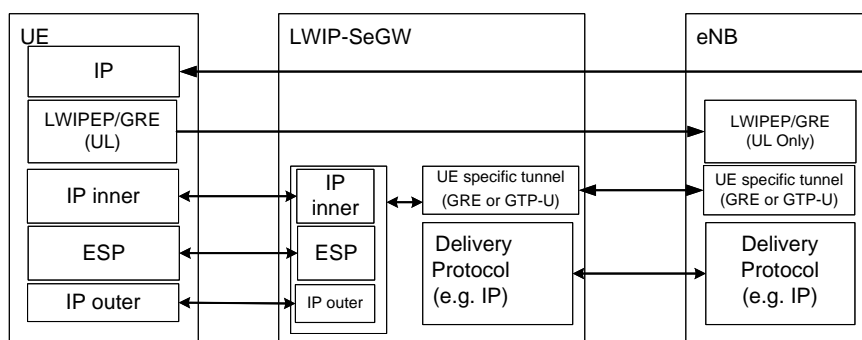 UE
IP
LWIPEP/GRE
(UL)
IP inner
ESP
IP outer
LWIP-SeGW
IP
inner
ESP
IP outer
UE specific tunnel
(GRE or GTP-U)
Delivery
Protocol
(e.g. IP)
eNB
LWIPEP/GRE
(UL Only)
UE specific tunnel
(GRE or GTP-U)
Delivery
Protocol
(e.g. IP)